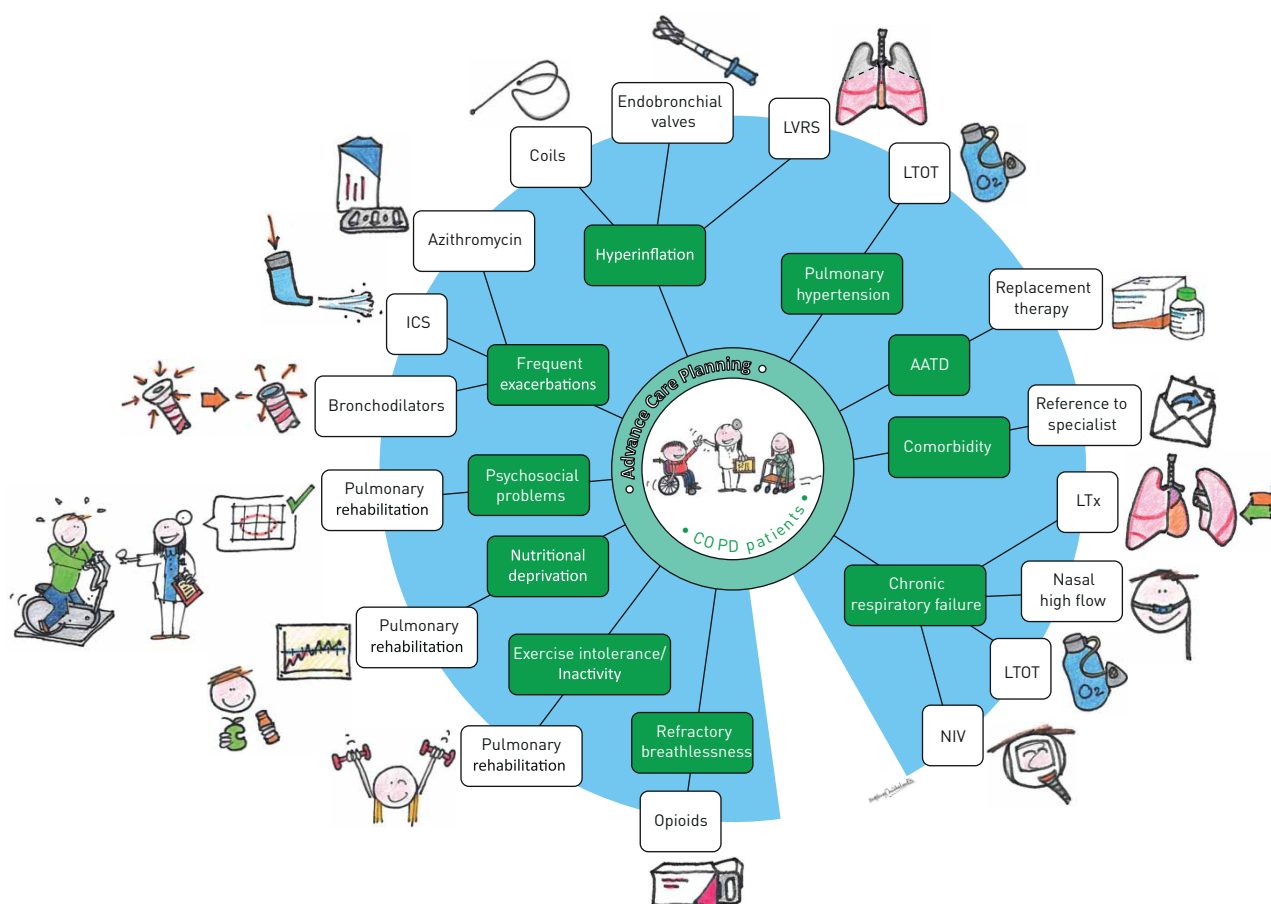 Endobronchial
valves
LVRS
Coils
LTOT
O2
Azithromycin
Hyperinflation
Pulmonary
hypertension
Replacement
therapy
ICS
Frequent
exacerbations
AATD
Bronchodilators
Advance Care Planning
Reference to
specialist
Comorbidity
Psychosocial
problems
Pulmonary
rehabilitation
COPD patients
LTx
Nutritional
deprivation
Chronic
respiratory failure
Nasal
high flow
Pulmonary
rehabilitation
Exercise intolerance/
Inactivity
LTOT
O2
Refractory
breathlessness
NIV
Pulmonary
rehabilitation
Opioids